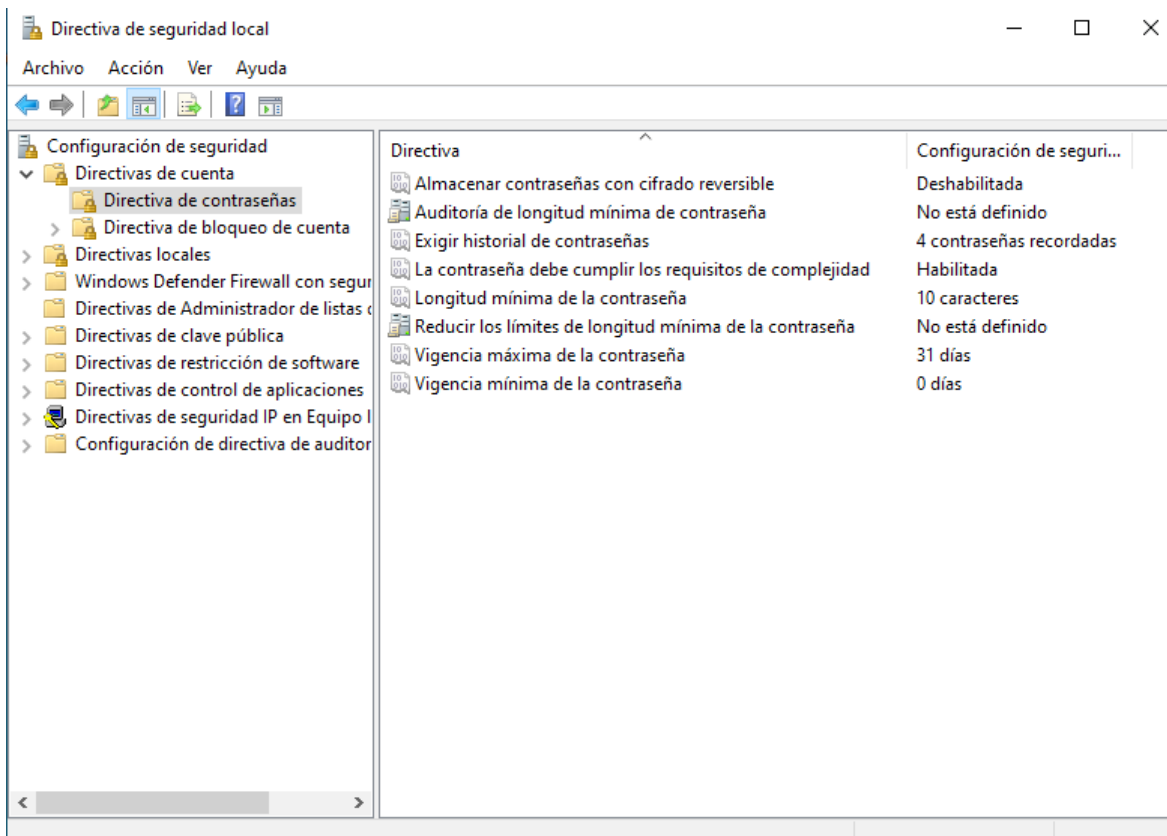 Directiva de seguridad local
Archivo Acción Ver Ayuda
Configuración de seguridad
Directivas de cuenta
Directiva de contraseñas
Directiva de bloqueo de cuenta
Directivas locales
Windows Defender Firewall con segur
Directivas de Administrador de listas
Directivas de clave pública
Directivas de restricción de software
Directivas de control de aplicaciones
Directivas de seguridad IP en Equipo l
Configuración de directiva de auditor
Directiva Configuración de seguri...
Almacenar contraseñas con cifrado reversible Deshabilitada
Auditoría de longitud mínima de contraseña No está definido
Exigir historial de contraseñas 4 contraseñas recordadas
La contraseña debe cumplir los requisitos de complejidad Habilitada
Longitud mínima de la contraseña 10 caracteres
Reducir los límites de longitud mínima de la contraseña No está definido
Vigencia máxima de la contraseña 31 días
Vigencia mínima de la contraseña 0 días